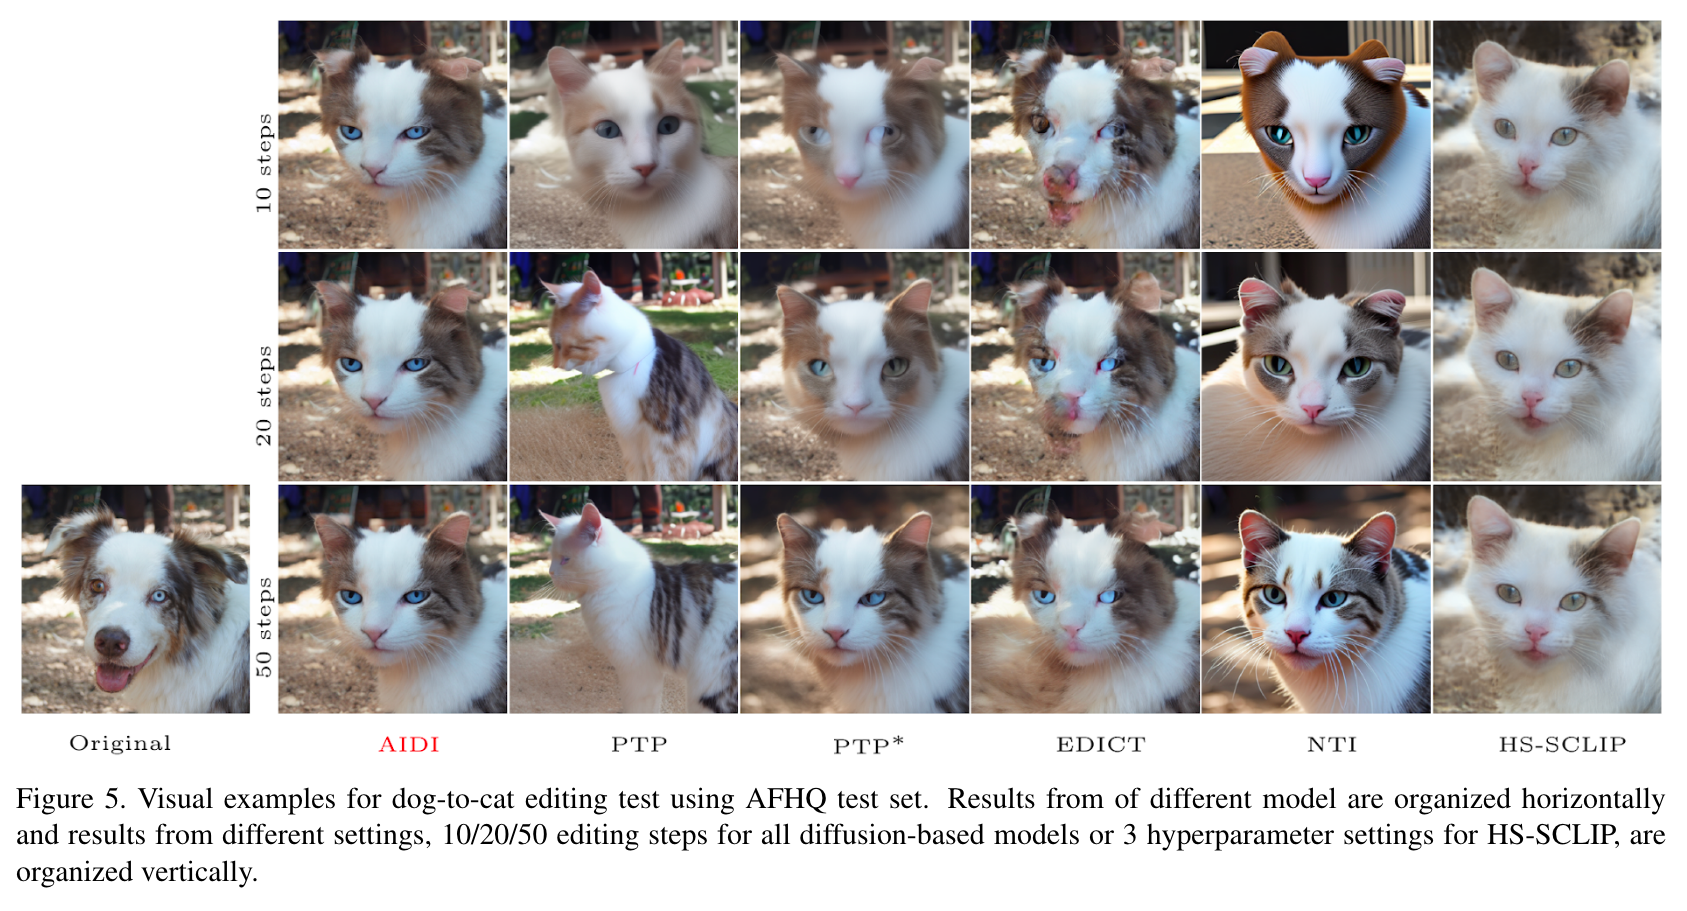 10 steps
20 steps
50 steps
Original AIDI PTP PTP* EDICT NTI HS-SCLIP
Figure 5. Visual examples for dog-to-cat editing test using AFHQ test set. Results from of different model are organized horizontally
and results from different settings, 10/20/50 editing steps for all diffusion-based models or 3 hyperparameter settings for HS-SCLIP, are
organized vertically.